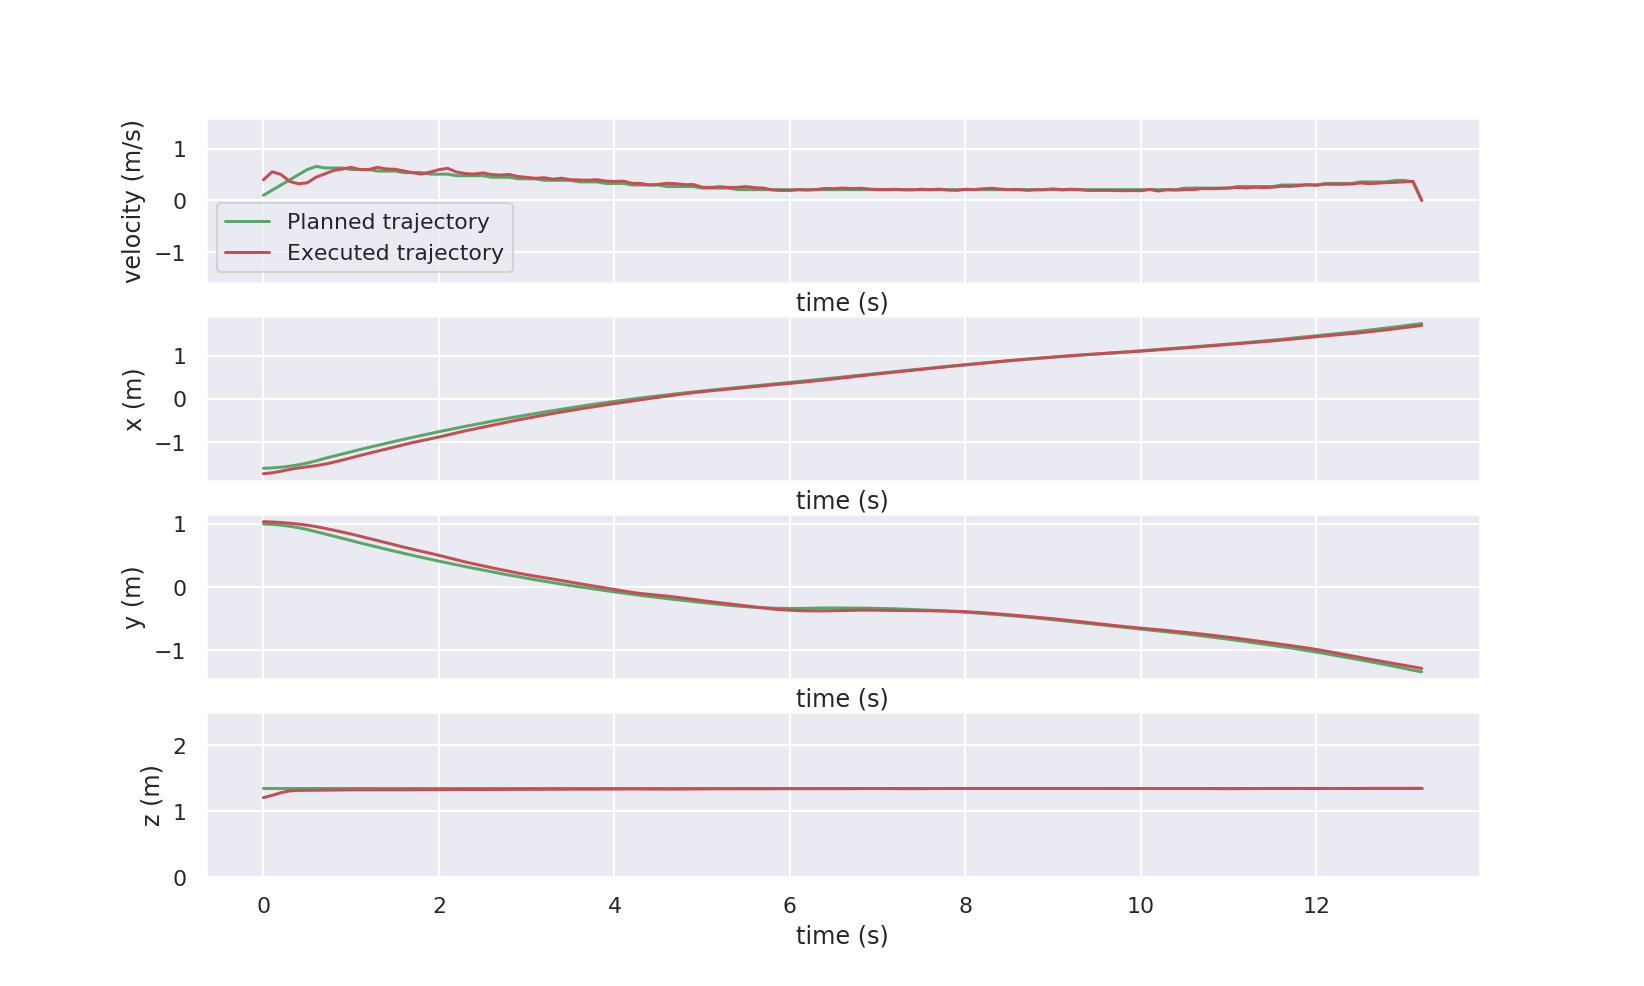 velocity (m/s)
1
0
−1
Planned trajectory
Executed trajectory
time (s)
x (m)
1
0
−1
time (s)
y (m)
1
0
−1
time (s)
z (m)
2
1
0
0 2 4 6 8 10 12
time (s)